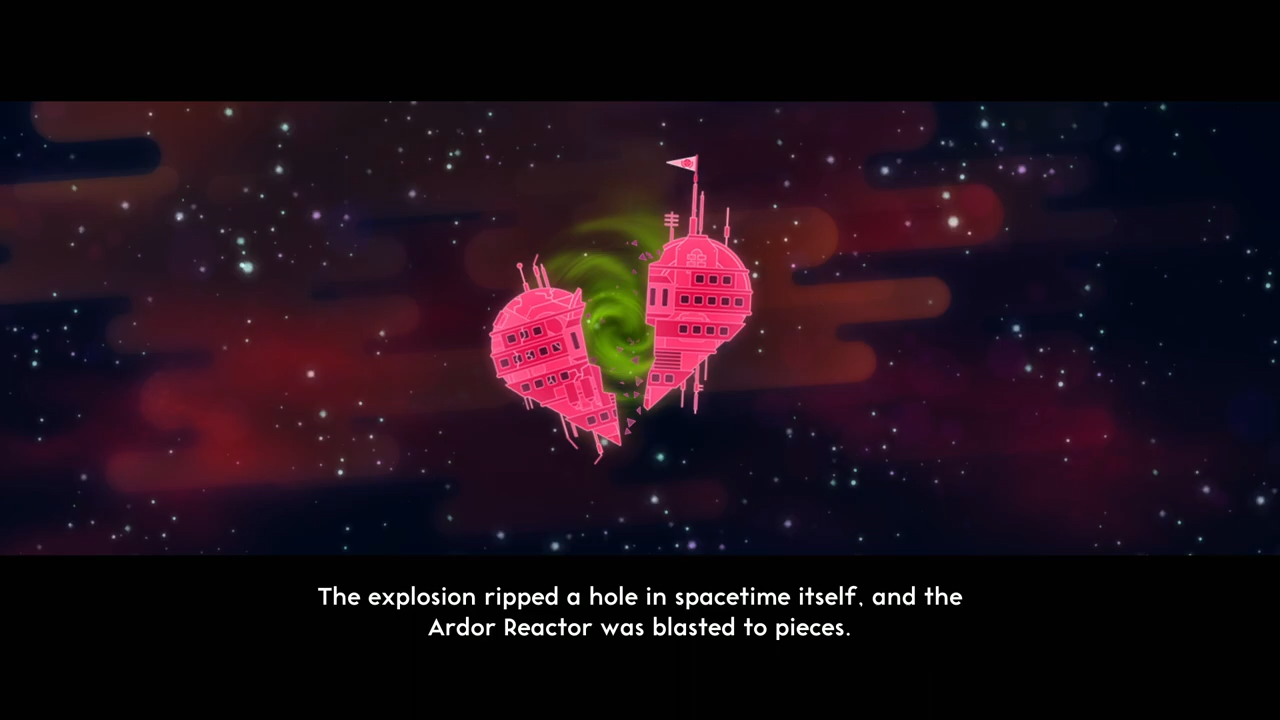 The explosion ripped a hole in spacetime itself, and the
Ardor Reactor was blasted to pieces.